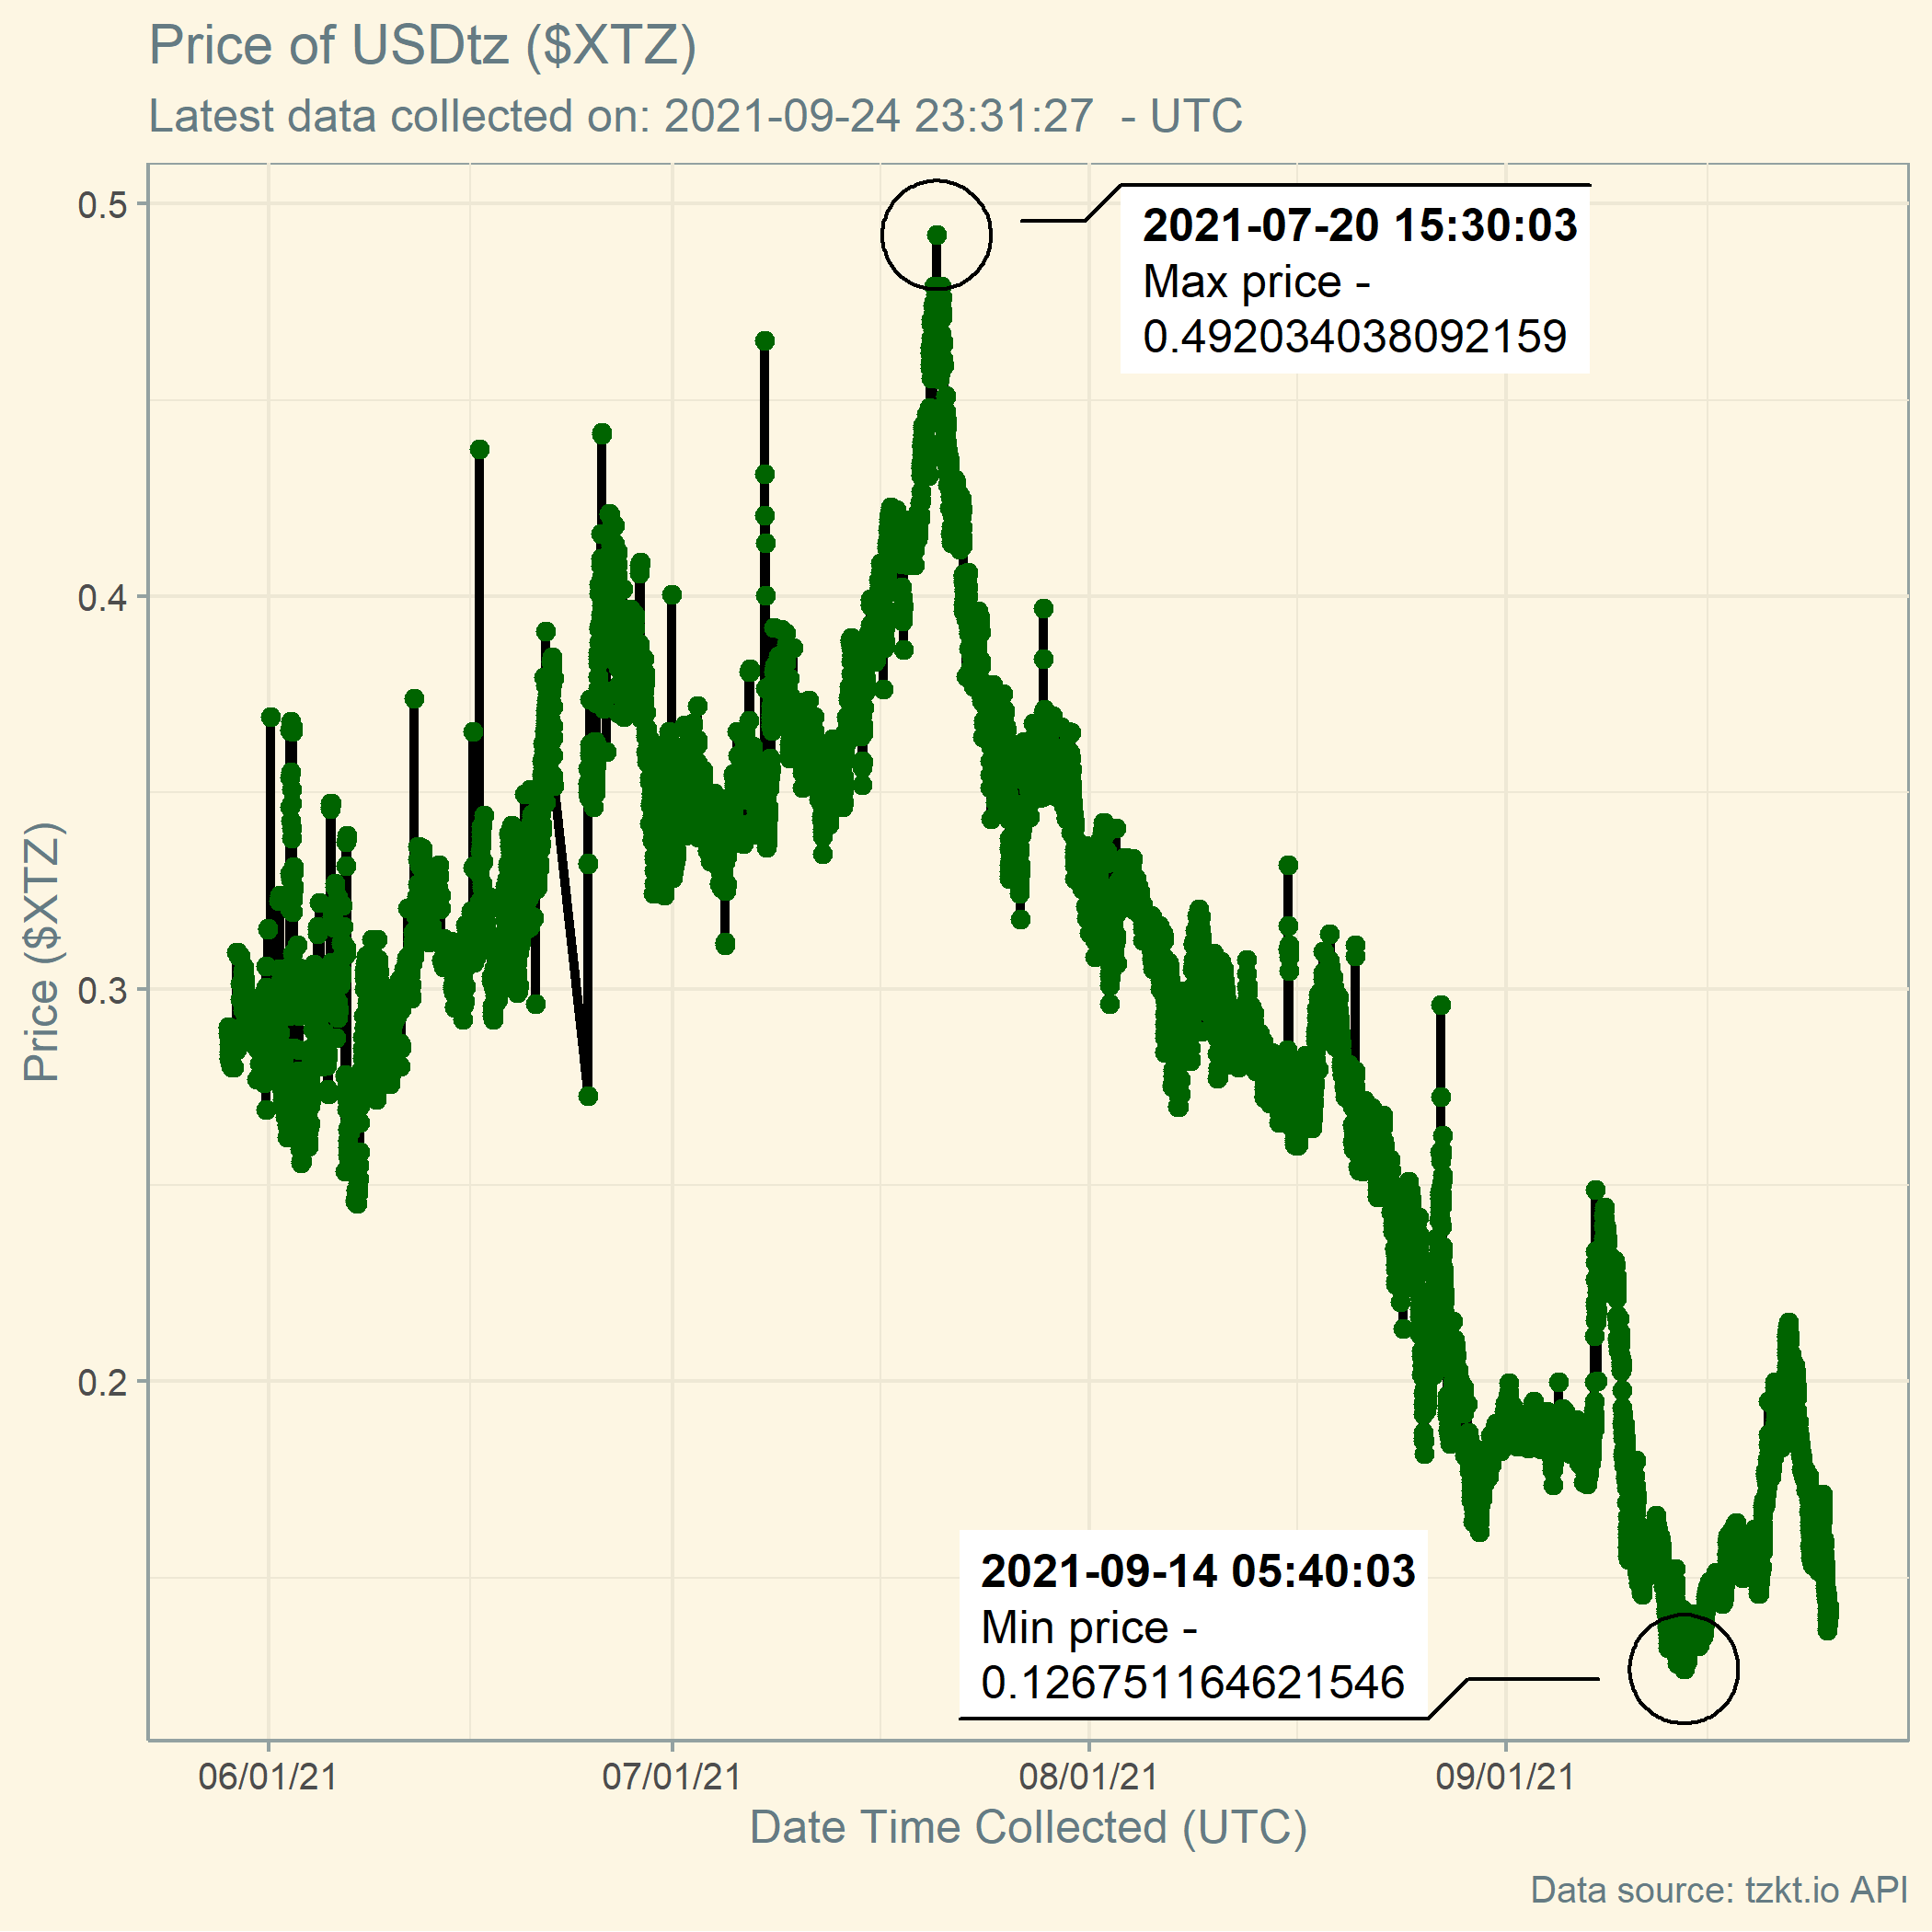 Price of USDtz ($XTZ)
Latest data collected on: 2021-09-24 23:31:27  - UTC
0.5
0.4
0.3
0.2
Price ($XTZ)
2021-07-20 15:30:03
Max price -
0.492034038092159
2021-09-14 05:40:03
Min price -
0.126751164621546
06/01/21
07/01/21
08/01/21
09/01/21
Date Time Collected (UTC)
Data source: tzkt.io API